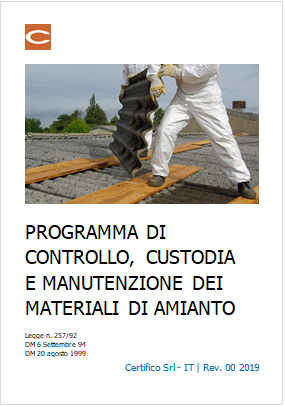 PROGRAMMA DI
CONTROLLO, CUSTODIA
E MANUTENZIONE DEI
MATERIALI DI AMIANTO
Legge n. 257/92
DM 6 Settembre 94
DM 20 agosto 1999
Certifico Srl - IT | Rev. 00 2019